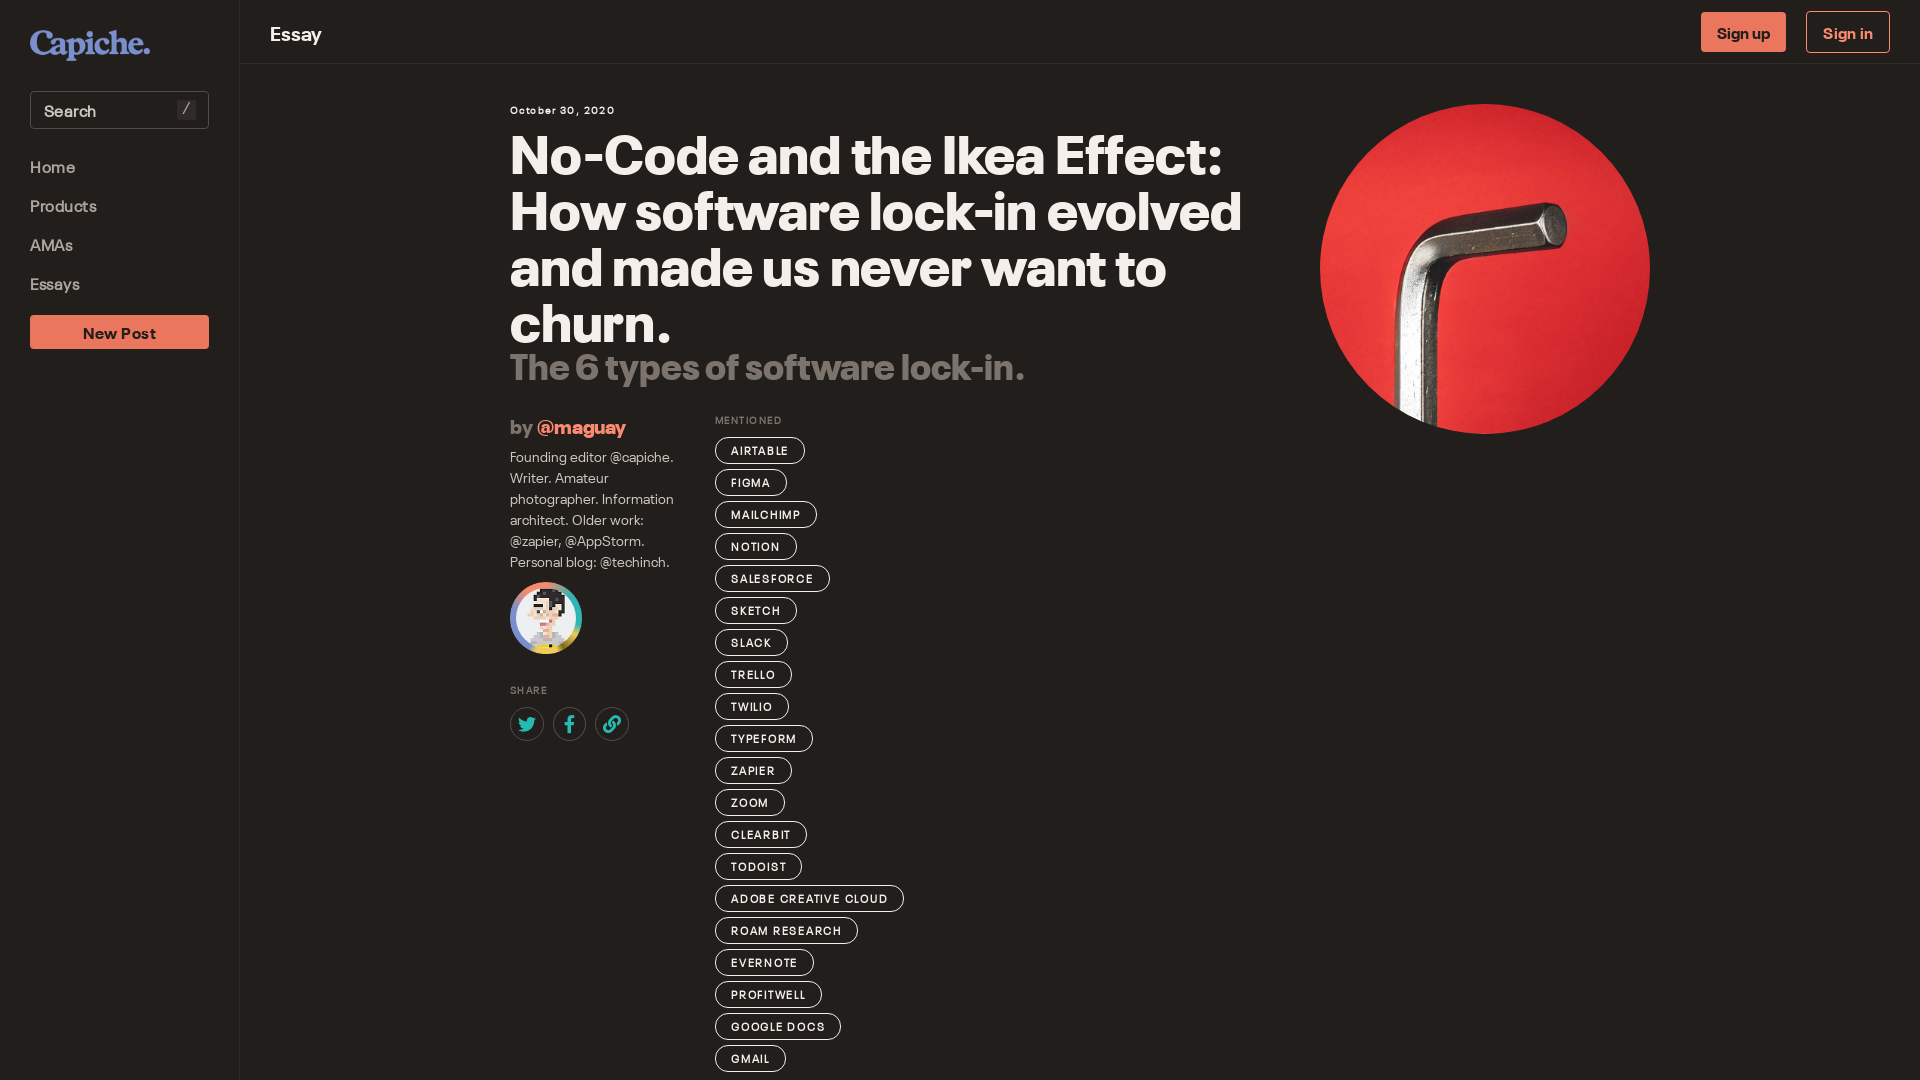 Capiche.
Search /
Home
Products
AMAs
Essays
New Post
Essay
Sign up
Sign in
October 30, 2020
No-Code and the Ikea Effect:
How software lock-in evolved
and made us never want to
churn.
The 6 types of software lock-in.
by @maguay
Founding editor @capiche.
Writer. Amateur
photographer. Information
architect. Older work:
@zapier, @AppStorm.
Personal blog: @techinch.
SHARE
MENTIONED
AIRTABLE
FIGMA
MAILCHIMP
NOTION
SALESFORCE
SKETCH
SLACK
TRELLO
TWILIO
TYPEFORM
ZAPIER
ZOOM
CLEARBIT
TODOIST
ADOBE CREATIVE CLOUD
ROAM RESEARCH
EVERNOTE
PROFITWELL
GOOGLE DOCS
GMAIL